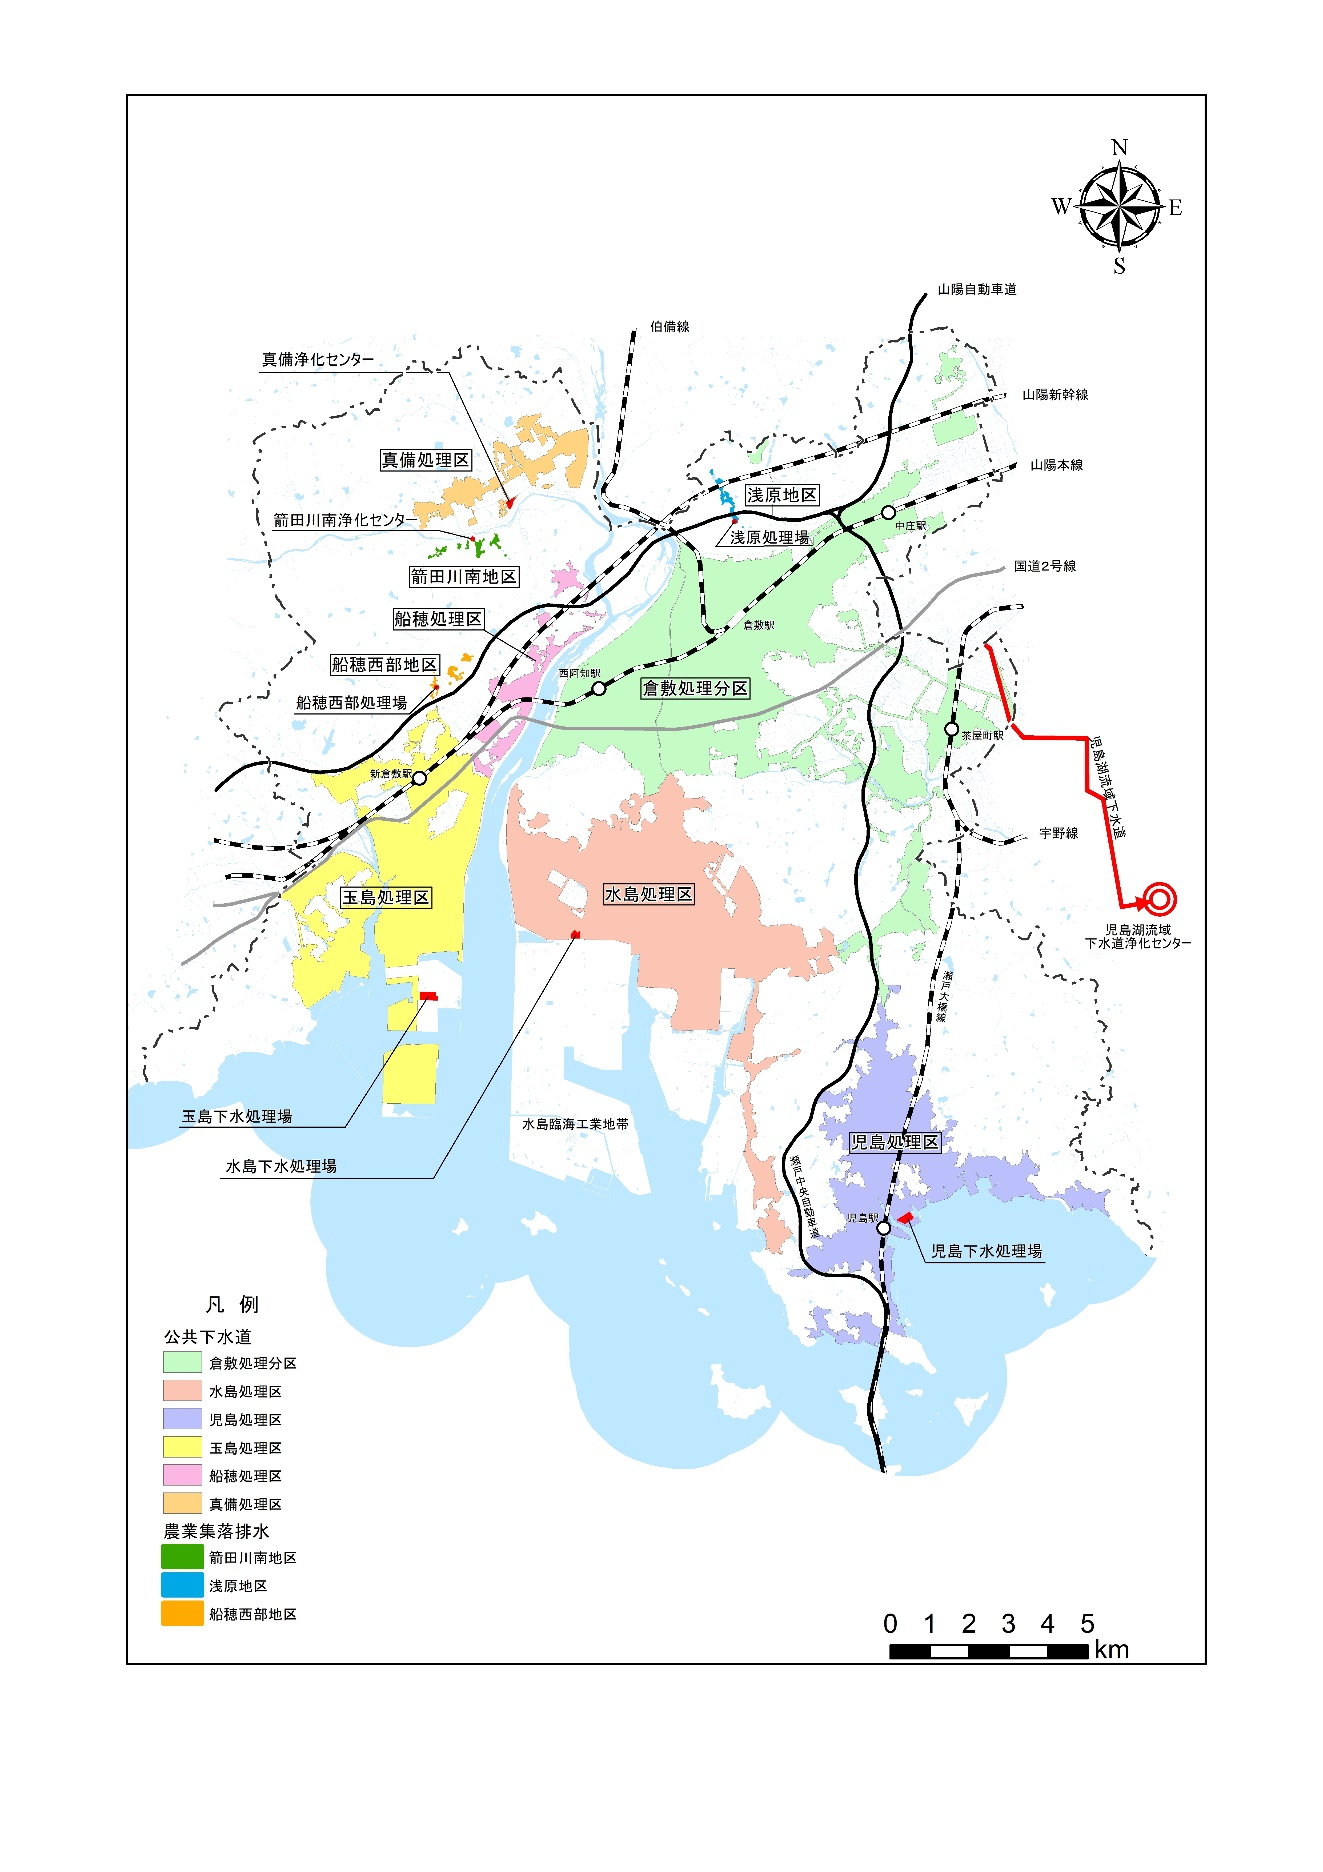 N
W
E
S
山陽自動車道
伯備線
真備浄化センター
山陽新幹線
真備処理区
山陽本線
浅原地区
箭田川南浄化センター
中庄駅
浅原処理場
国道2号線
箭田川南地区
船穂処理区
倉敷駅
船穂西部地区
西阿知駅
倉敷処理分区
船穂西部処理場
茶屋町駅
児島湖流域下水道
新倉敷駅
宇野線
玉島処理区
水島処理区
児島湖流域
下水道浄化センター
瀬戸大橋線
玉島下水処理場
水島臨海工業地帯
児島処理区
水島下水処理場
瀬戸中央自動車道
児島駅
児島下水処理場
凡 例
公共下水道
倉敷処理分区
水島処理区
児島処理区
玉島処理区
船穂処理区
真備処理区
農業集落排水
箭田川南地区
浅原地区
船穂西部地区
0 1 2 3 4 5
km